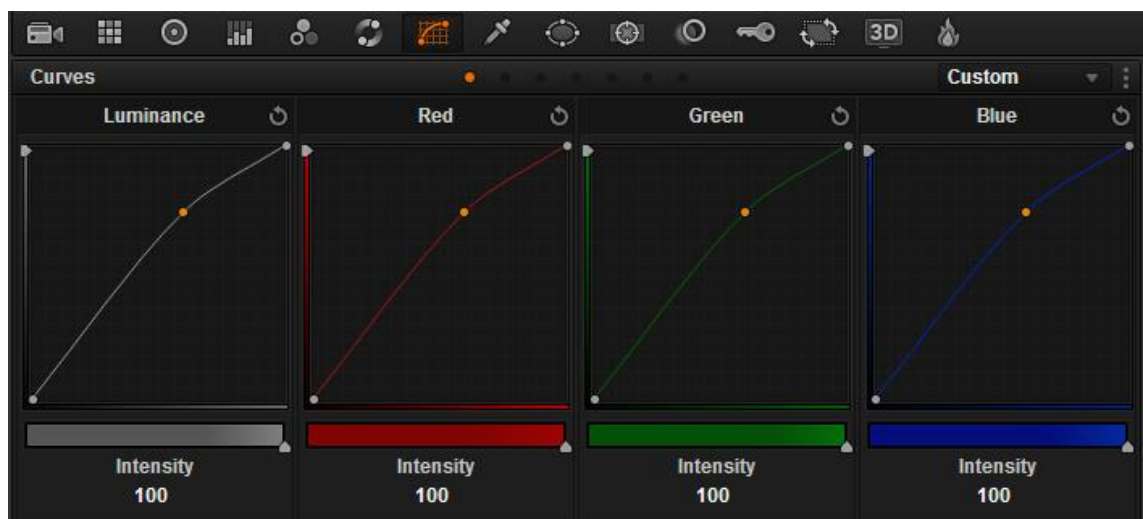 3D
Curves Custom
Luminance Red Green Blue
Intensity Intensity Intensity Intensity
100 100 100 100